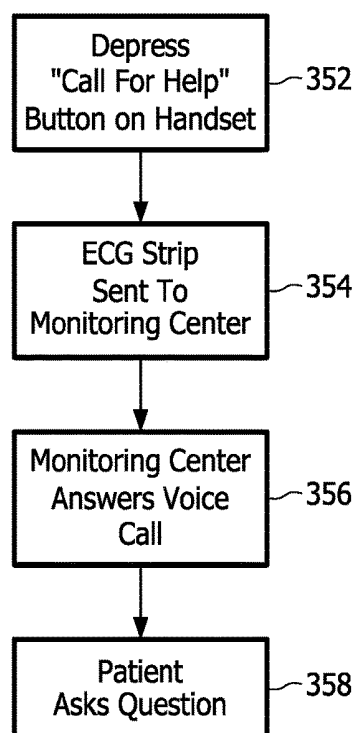 Depress
"Call For Help"
Button on Handset
352
ECG Strip
Sent To
Monitoring Center
354
Monitoring Center
Answers Voice
Call
356
Patient
Asks Question
358